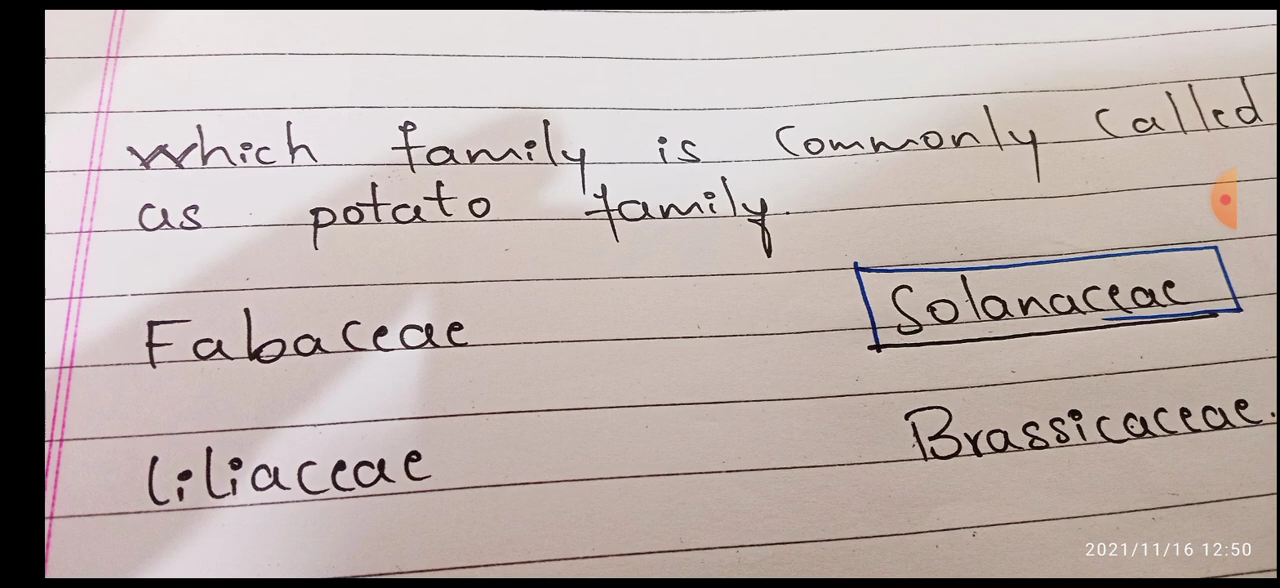 which family is commonly called
as potato family.
Fabaceae
Solanaceae
Liliaceae
Brassicaceae.
2021/11/16 12:50